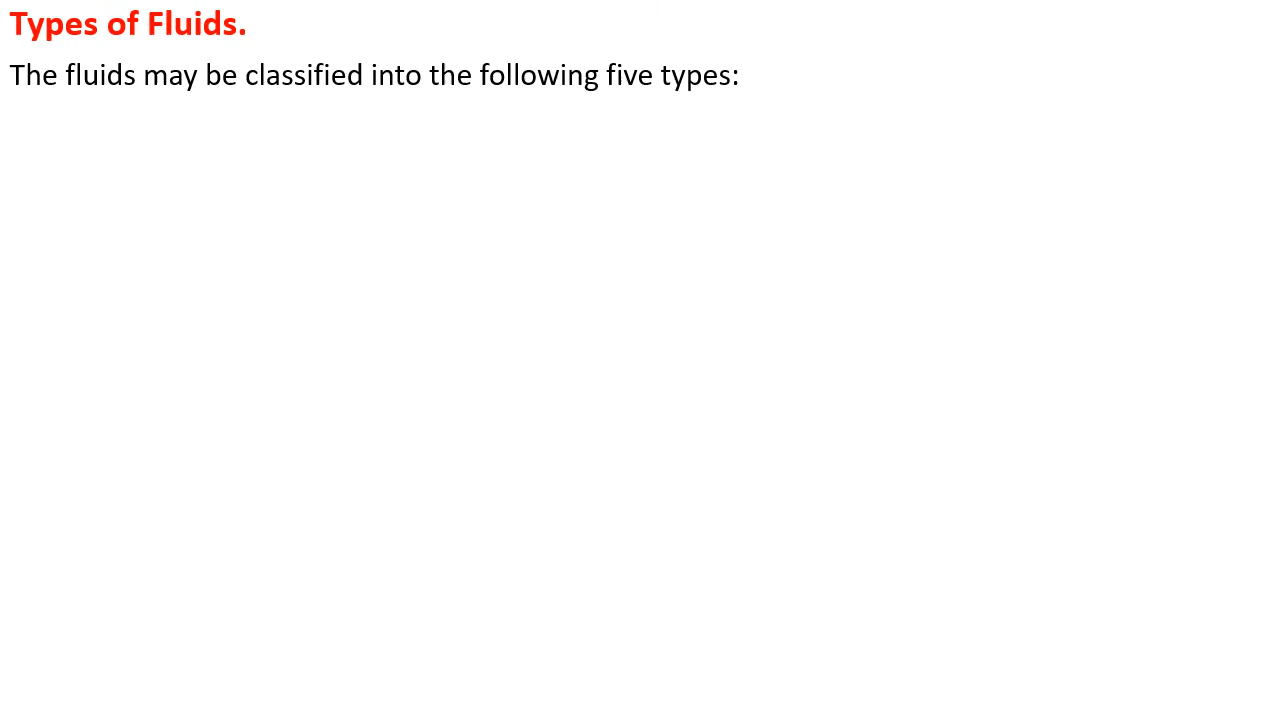 Types of Fluids.
The fluids may be classified into the following five types: